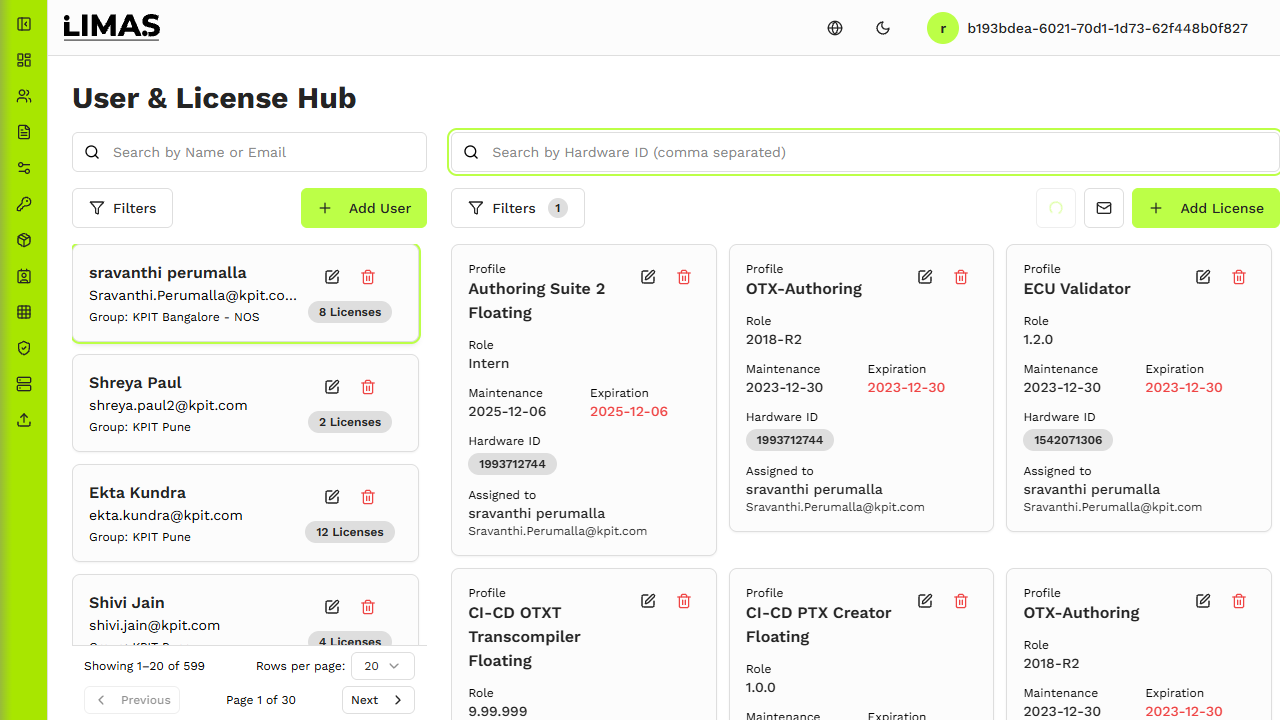 LIMAS
r
b193bdea-6021-70d1-1d73-62f448b0f827
User & License Hub
Search by Name or Email
Search by Hardware ID (comma separated)
Filters
Add User
Filters
1
Add License
sravanthi perumalla
Sravanthi.Perumalla@kpit.co...
Group: KPIT Bangalore - NOS
8 Licenses
Shreya Paul
shreya.paul2@kpit.com
Group: KPIT Pune
2 Licenses
Ekta Kundra
ekta.kundra@kpit.com
Group: KPIT Pune
12 Licenses
Shivi Jain
shivi.jain@kpit.com
4 Licenses
Showing 1–20 of 599
Rows per page:
20
Previous
Page 1 of 30
Next
Profile
Authoring Suite 2
Floating
Role
Intern
Maintenance
Expiration
2025-12-06
2025-12-06
Hardware ID
1993712744
Assigned to
sravanthi perumalla
Sravanthi.Perumalla@kpit.com
Profile
OTX-Authoring
Role
2018-R2
Maintenance
Expiration
2023-12-30
2023-12-30
Hardware ID
1993712744
Assigned to
sravanthi perumalla
Sravanthi.Perumalla@kpit.com
Profile
ECU Validator
Role
1.2.0
Maintenance
Expiration
2023-12-30
2023-12-30
Hardware ID
1542071306
Assigned to
sravanthi perumalla
Sravanthi.Perumalla@kpit.com
Profile
CI-CD OTXT
Transcompiler
Floating
Role
9.99.999
Profile
CI-CD PTX Creator
Floating
Role
1.0.0
Maintenance
Expiration
Profile
OTX-Authoring
Role
2018-R2
Maintenance
Expiration
2023-12-30
2023-12-30